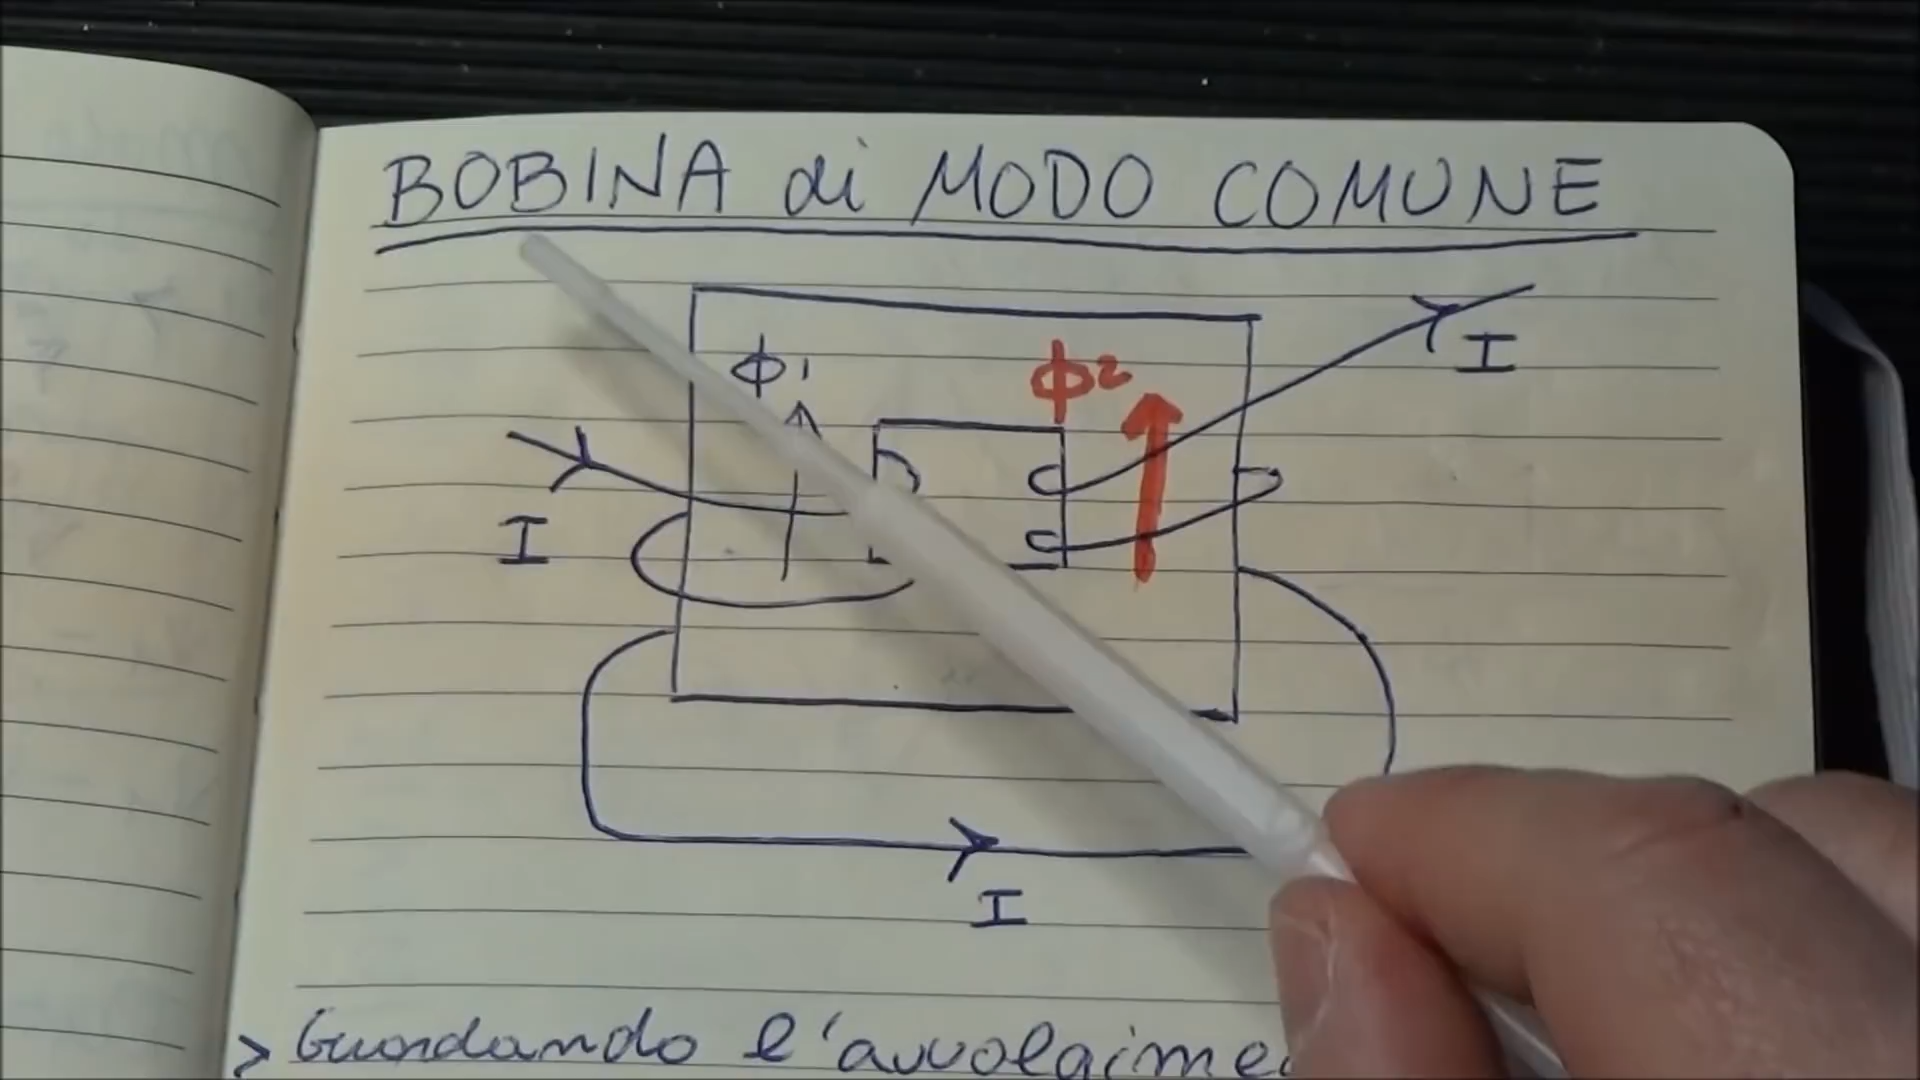 BOBINA di MODO COMUNE
ϕ1
ϕ2
I
I
I
> Guardando l'avvolgime